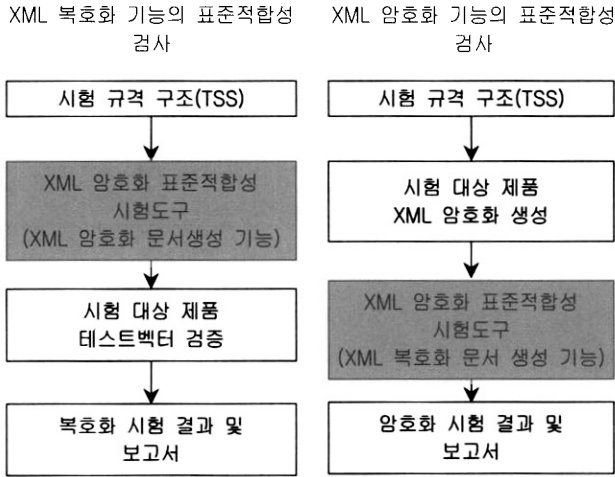 XML 복호화 기능의 표준적합성
검사
시험 규격 구조(TSS)
XML 암호화 표준적합성
시험도구
(XML 암호화 문서생성 기능)
시험 대상 제품
테스트벡터 검증
복호화 시험 결과 및
보고서
XML 암호화 기능의 표준적합성
검사
시험 규격 구조(TSS)
시험 대상 제품
XML 암호화 생성
XML 암호화 표준적합성
시험도구
(XML 복호화 문서 생성 기능)
암호화 시험 결과 및
보고서